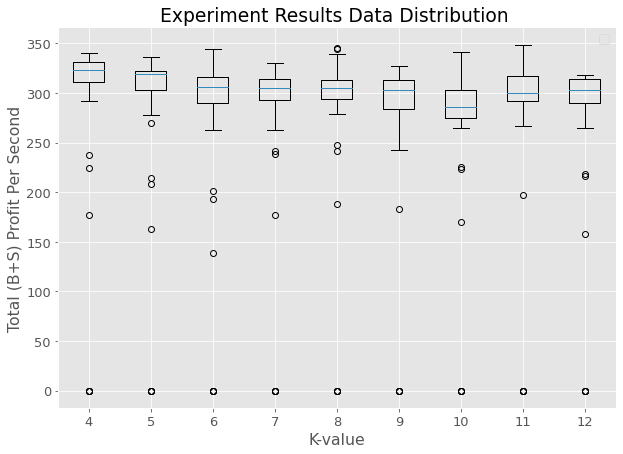 Experiment Results Data Distribution
Total (B+S) Profit Per Second
350
300
250
200
150
100
50
0
4 5 6 7 8 9 10 11 12
K-value